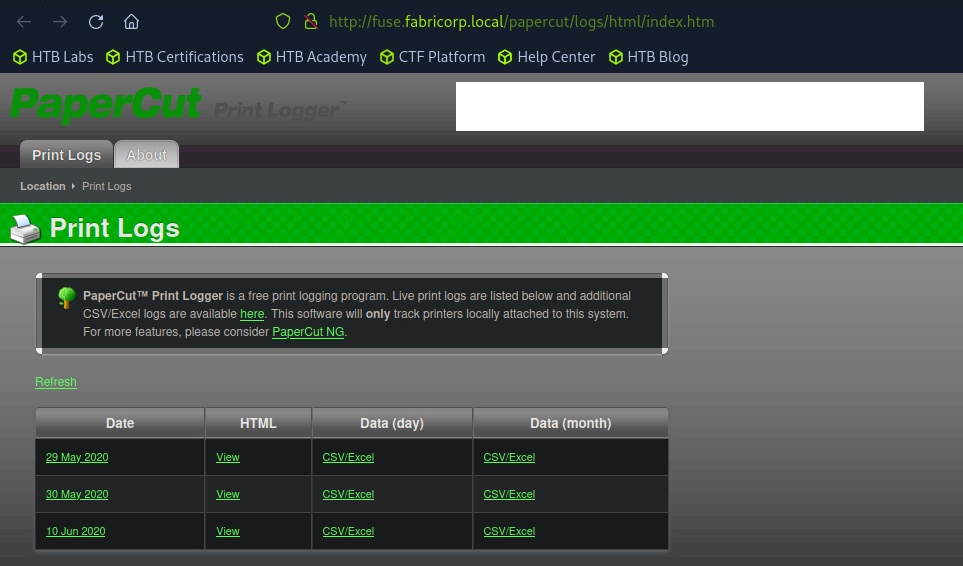 http://fuse.fabricorp.local/papercut/logs/html/index.htm
HTB Labs HTB Certifications HTB Academy CTF Platform Help Center HTB Blog
PaperCut Print Logger™
Print Logs About
Location Print Logs
Print Logs
PaperCut™ Print Logger is a free print logging program. Live print logs are listed below and additional
CSV/Excel logs are available here. This software will only track printers locally attached to this system.
For more features, please consider PaperCut NG.
Refresh
Date HTML Data (day) Data (month)
29 May 2020 View CSV/Excel CSV/Excel
30 May 2020 View CSV/Excel CSV/Excel
10 Jun 2020 View CSV/Excel CSV/Excel